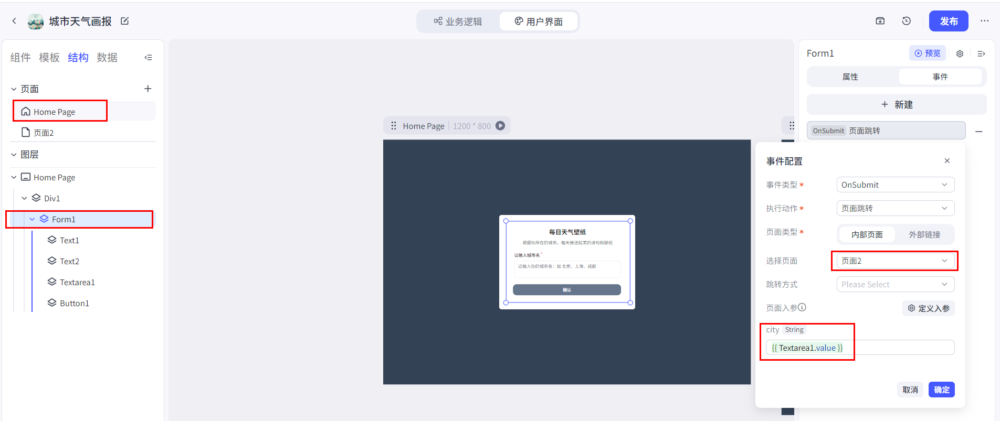 城市天气画报
业务逻辑
用户界面
发布
组件 模板 结构 数据
页面
Home Page
页面2
图层
Home Page
Div1
Form1
Text1
Text2
Textarea1
Button1
Home Page 1200 * 800
每日天气壁纸
根据你所在的城市，每天推送精美的诗句和壁纸
请输入城市名 *
请输入你的城市名：如 北京、上海、成都
确认
Form1
预览
属性 事件
+ 新建
OnSubmit 页面跳转
事件配置
事件类型* OnSubmit
执行动作* 页面跳转
页面类型* 内部页面 外部链接
选择页面 页面2
跳转方式 Please Select
页面入参 定义入参
city String
{{ Textarea1.value }}
取消 确定